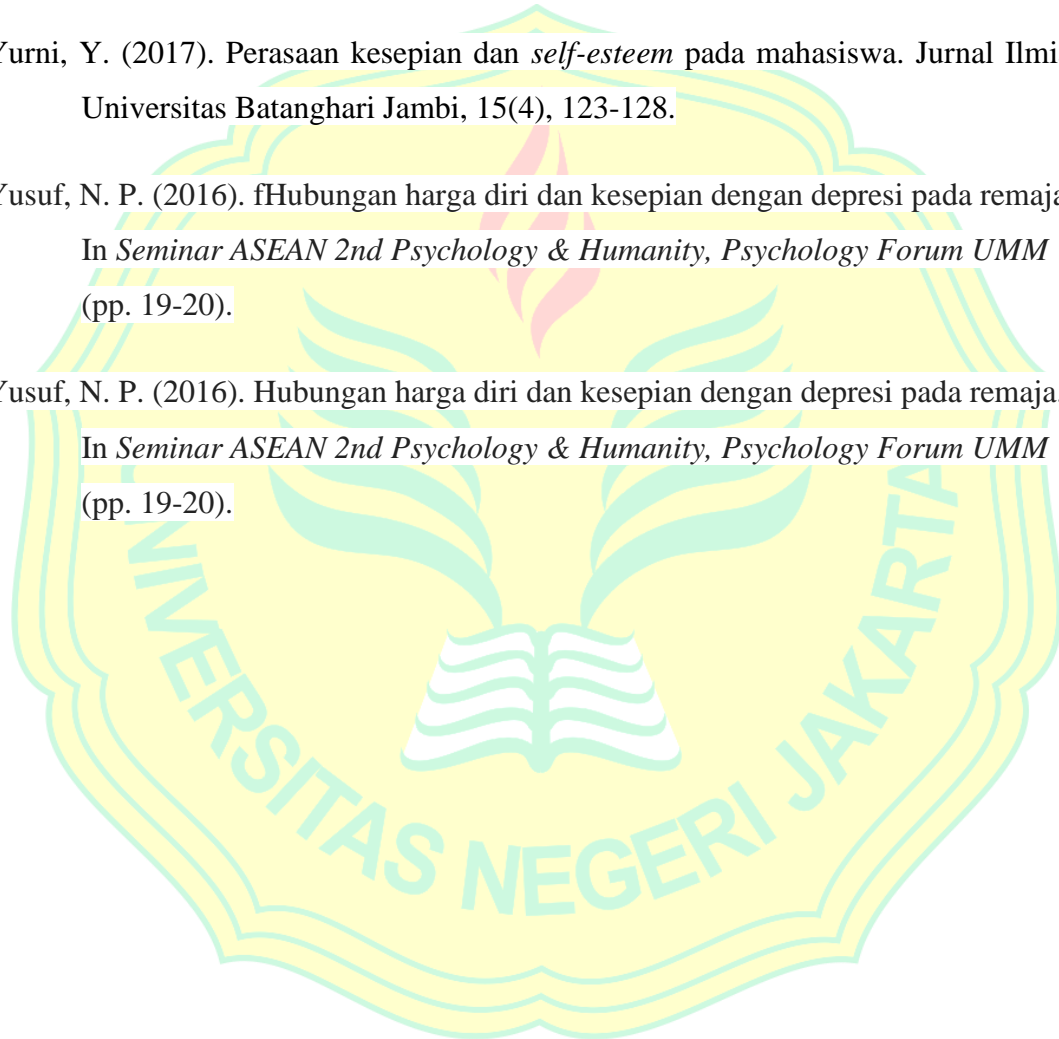 Yurni, Y. (2017). Perasaan kesepian dan self-esteem pada mahasiswa. Jurnal Ilmi
Universitas Batanghari Jambi, 15(4), 123-128.
Yusuf, N. P. (2016). fHubungan harga diri dan kesepian dengan depresi pada remaja
In Seminar ASEAN 2nd Psychology & Humanity, Psychology Forum UMM
(pp. 19-20).
Yusuf, N. P. (2016). Hubungan harga diri dan kesepian dengan depresi pada remaja.
In Seminar ASEAN 2nd Psychology & Humanity, Psychology Forum UMM
(pp. 19-20).
UNIVERSITAS NEGERI JAKARTA